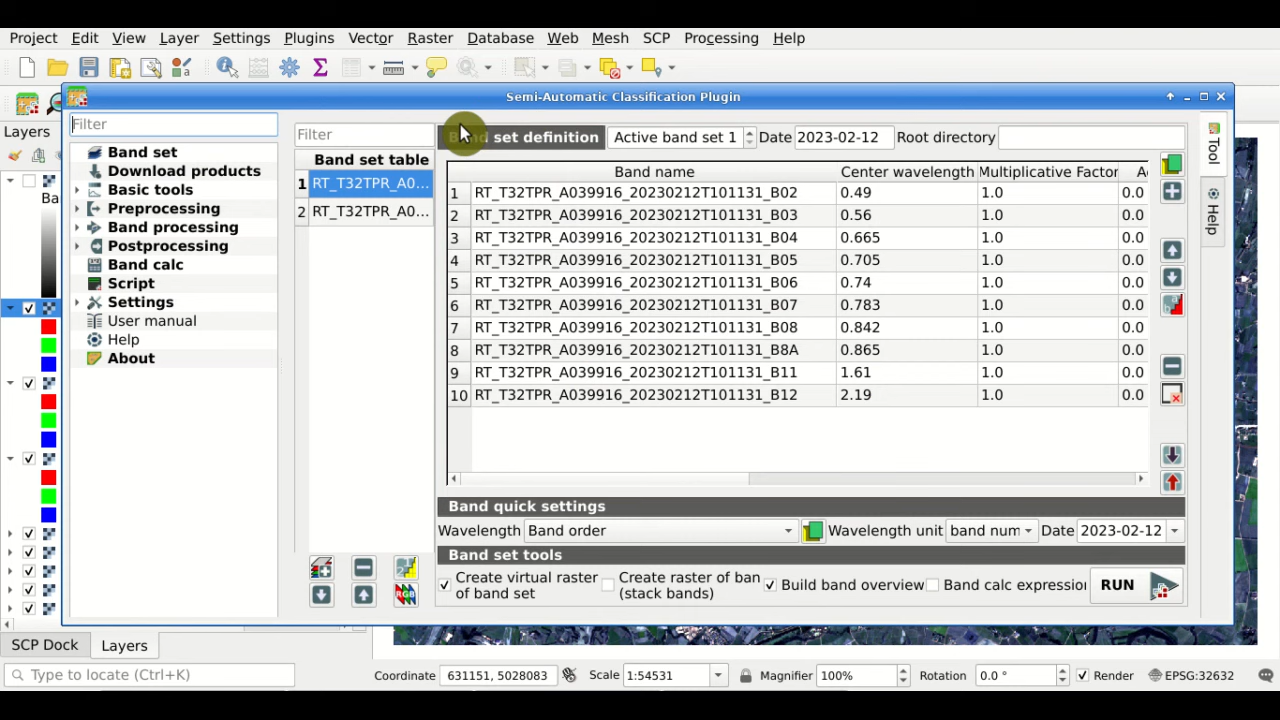 Project Edit View Layer Settings Plugins Vector Raster Database Web Mesh SCP Processing Help
Semi-Automatic Classification Plugin
Layers
Ba
Filter
Band set
Download products
Basic tools
Preprocessing
Band processing
Postprocessing
Band calc
Script
Settings
User manual
Help
About
Filter
Band set table
1 RT_T32TPR_A0...
2 RT_T32TPR_A0...
Band set definition Active band set 1 Date 2023-02-12 Root directory
Band name Center wavelength Multiplicative Factor A
1 RT_T32TPR_A039916_20230212T101131_B02 0.49 1.0 0.0
2 RT_T32TPR_A039916_20230212T101131_B03 0.56 1.0 0.0
3 RT_T32TPR_A039916_20230212T101131_B04 0.665 1.0 0.0
4 RT_T32TPR_A039916_20230212T101131_B05 0.705 1.0 0.0
5 RT_T32TPR_A039916_20230212T101131_B06 0.74 1.0 0.0
6 RT_T32TPR_A039916_20230212T101131_B07 0.783 1.0 0.0
7 RT_T32TPR_A039916_20230212T101131_B08 0.842 1.0 0.0
8 RT_T32TPR_A039916_20230212T101131_B8A 0.865 1.0 0.0
9 RT_T32TPR_A039916_20230212T101131_B11 1.61 1.0 0.0
10 RT_T32TPR_A039916_20230212T101131_B12 2.19 1.0 0.0
Band quick settings
Wavelength Band order Wavelength unit band num Date 2023-02-12
Band set tools
Create virtual raster
of band set
Create raster of ban
(stack bands)
Build band overview
Band calc expression
RUN
Tool
Help
RGB
SCP Dock Layers
Type to locate (Ctrl+K) Coordinate 631151, 5028083 Scale 1:54531 Magnifier 100% Rotation 0.0 ° Render EPSG:32632